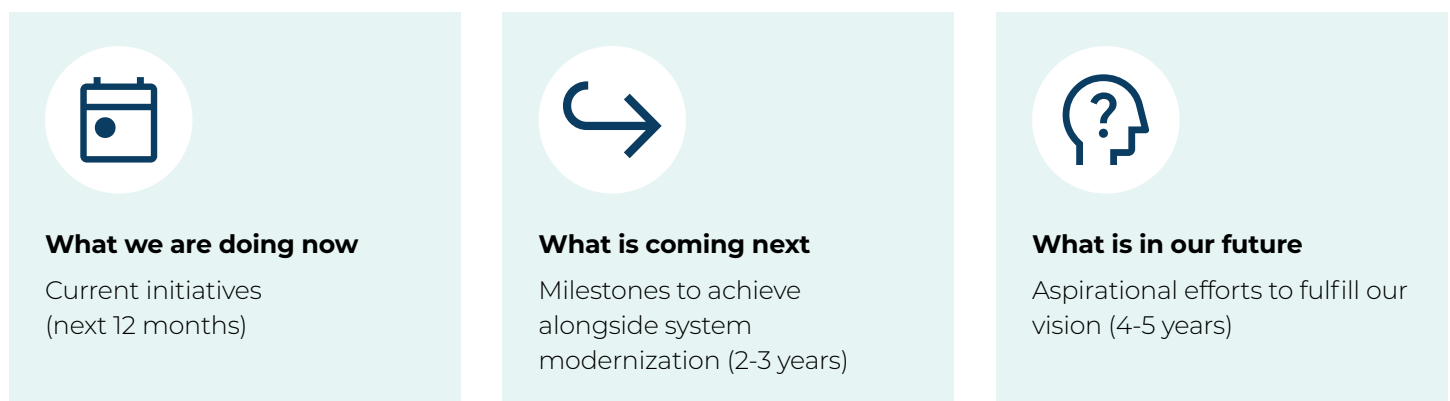 What we are doing now
Current initiatives
(next 12 months)
What is coming next
Milestones to achieve
alongside system
modernization (2-3 years)
What is in our future
Aspirational efforts to fulfill our
vision (4-5 years)